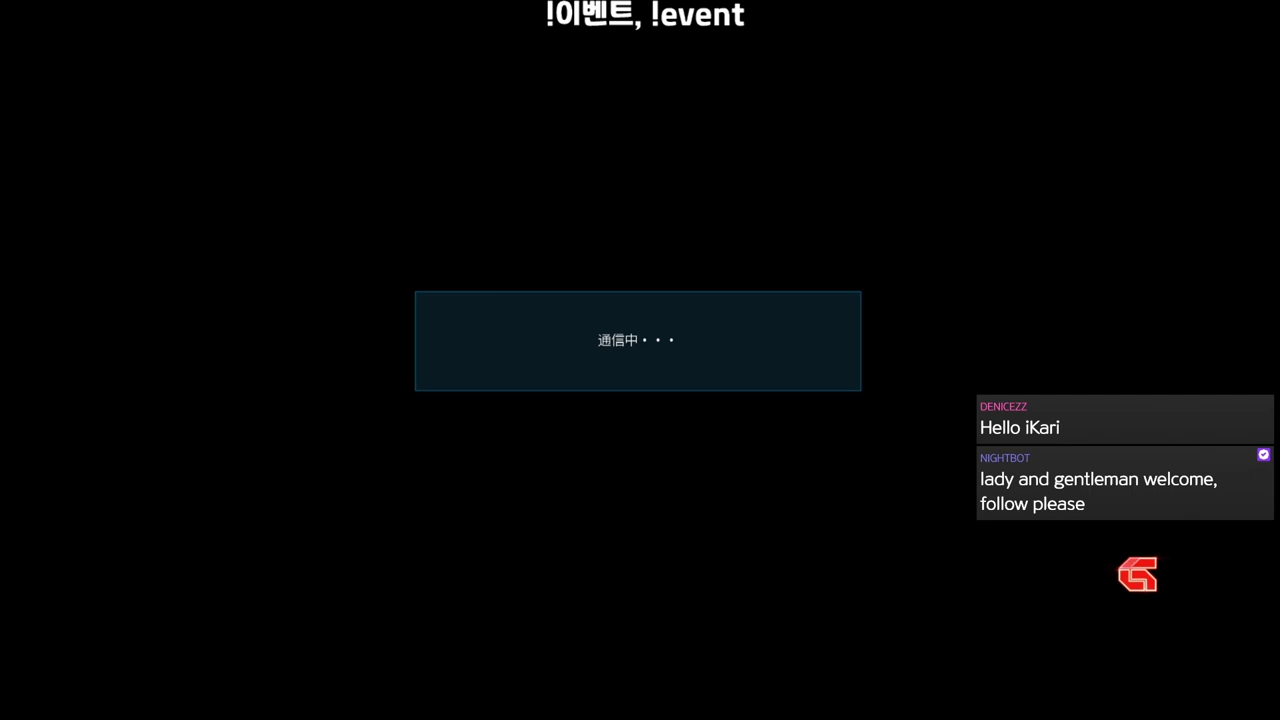 !이벤트, !event
通信中・・・
DENICEZZ
Hello iKari
NIGHTBOT
lady and gentleman welcome,
follow please